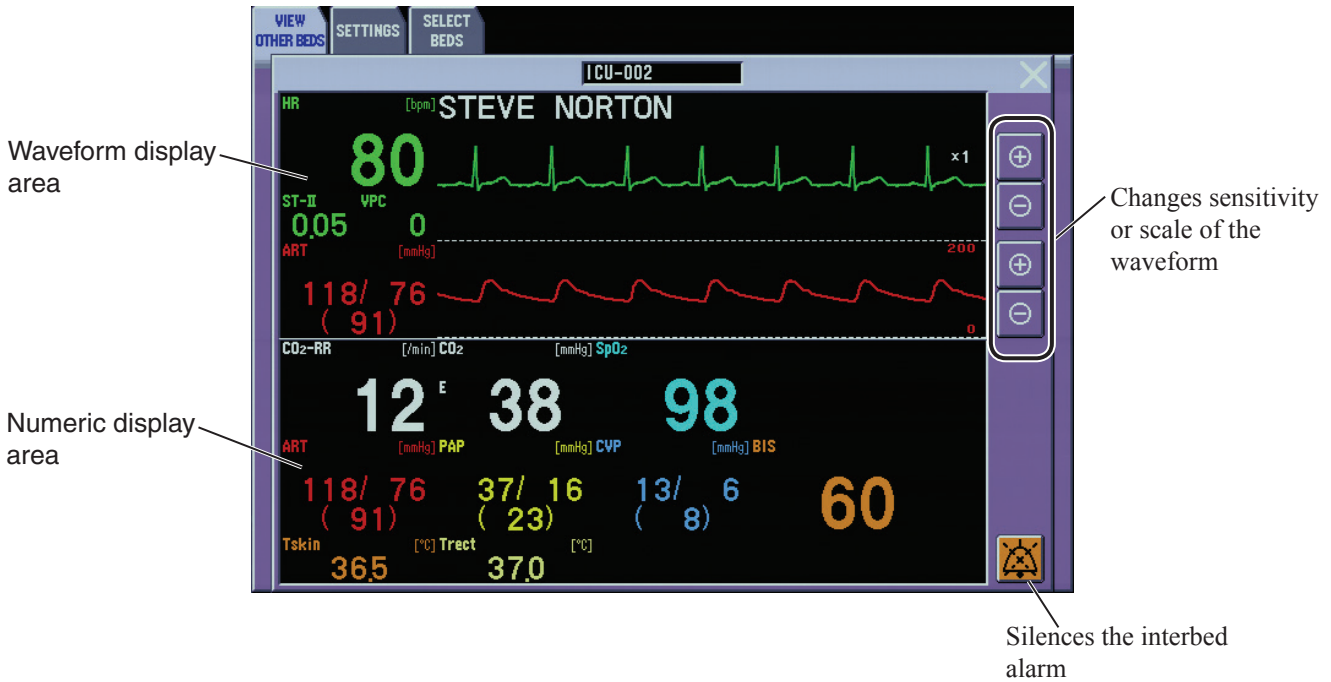 VIEW
OTHER BEDS
SETTINGS
SELECT
BEDS
ICU-002
HR [bpm] STEVE NORTON
80
×1
ST-II VPC
0.05 0
ART [mmHg]
200
118/ 76
( 91)
0
CO2-RR [/min] CO2 [mmHg] SpO2
12 E 38 98
ART [mmHg] PAP [mmHg] CVP [mmHg] BIS
118/ 76 37/ 16 13/ 6 60
( 91) ( 23) ( 8)
Tskin [°C] Trect [°C]
36.5 37.0
Waveform display
area
Numeric display
area
Changes sensitivity
or scale of the
waveform
Silences the interbed
alarm